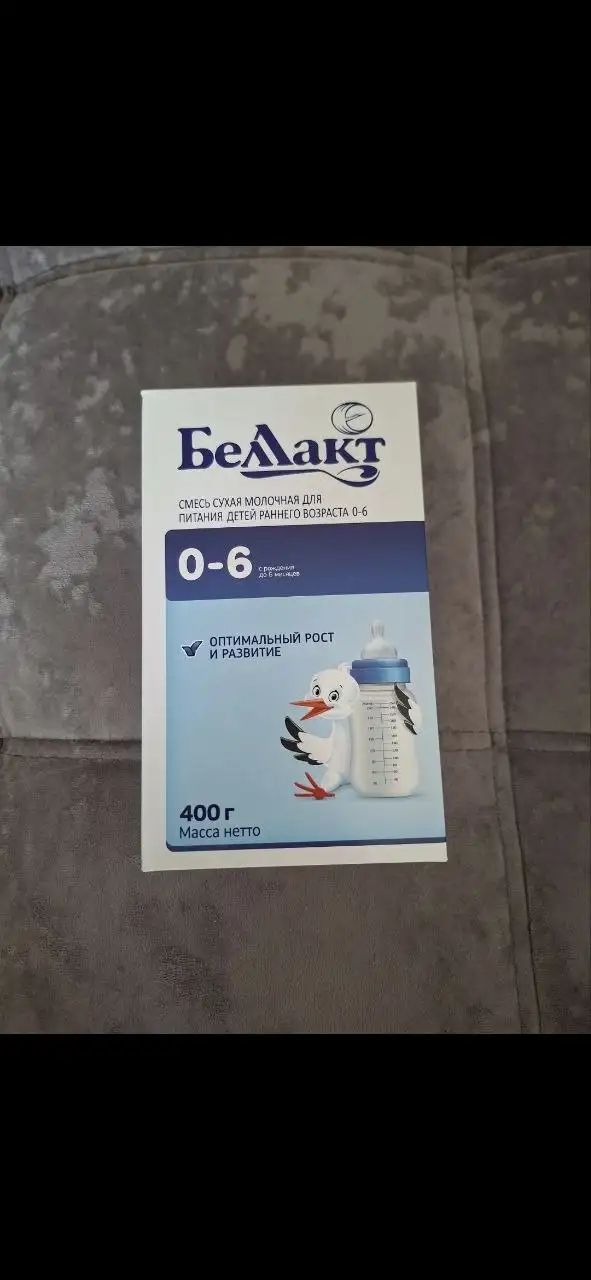 Беллакт
СМЕСЬ СУХАЯ МОЛОЧНАЯ ДЛЯ
ПИТАНИЯ ДЕТЕЙ РАННЕГО ВОЗРАСТА 0-6
0-6
с рождения
до 6 месяцев
ОПТИМАЛЬНЫЙ РОСТ
И РАЗВИТИЕ
400 г
Масса нетто